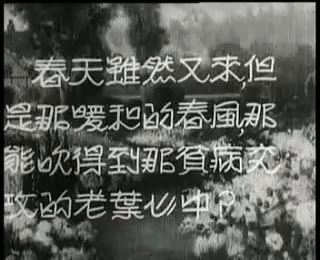 春天雖然又來,但
是那暖和的春風,那
能吹得到那貧病交
攻的老葉心中?